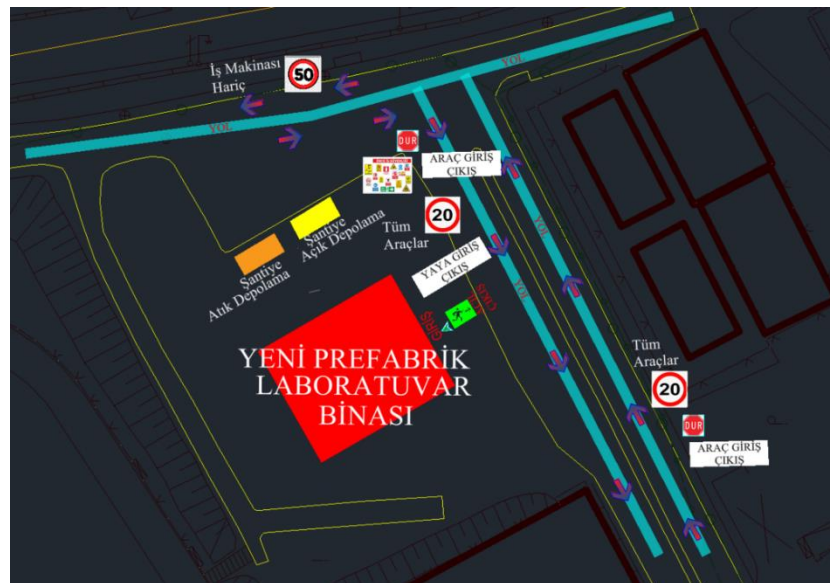 İş Makinası
Hariç
50
YOL
YOL
DUR
ARAÇ GİRİŞ
ÇIKIŞ
20
Tüm
Araçlar
Şantiye
Açık Depolama
Şantiye
Atık Depolama
YAYA GİRİŞ
ÇIKIŞ
YOL
YOL
GİRİŞ
YENİ PREFABRİK
LABORATUVAR
BİNASI
Tüm
Araçlar
20
DUR
ARAÇ GİRİŞ
ÇIKIŞ